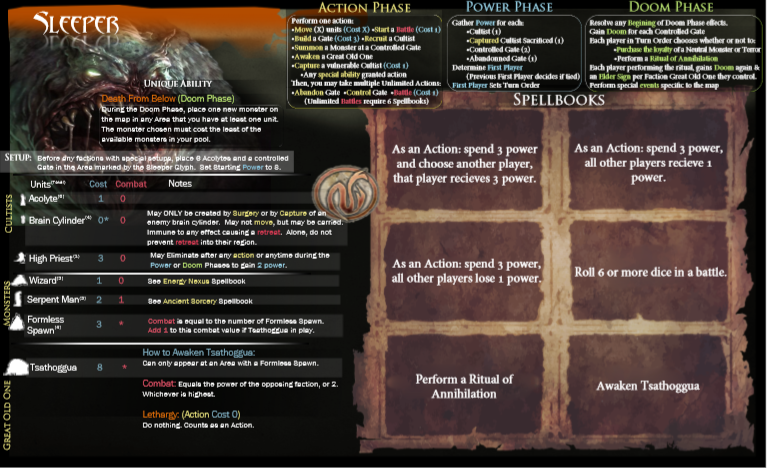 SLEEPER
UNIQUE ABILITY
Death From Below (Doom Phase)
During the Doom Phase, place one new monster on
the map in any Area that you have at least one unit.
The monster chosen must cost the least of the
available monsters in your pool.
SETUP: Before any factions with special setups, place 6 Acolytes and a controlled
Gate in the Area marked by the Sleeper Glyph. Set Starting Power to 8.
Units(Total) Cost Combat Notes
CULTISTS
Acolyte(6) 1 0
Brain Cylinder(4) 0* 0 May ONLY be created by Surgery or by Capture of an
enemy brain cylinder. May not move, but may be carried.
Immune to any effect causing a retreat. Alone, do not
prevent retreat into their region.
High Priest(1) 3 0 May Eliminate after any action or anytime during the
Power or Doom Phases to gain 2 power.
MONSTERS
Wizard(2) 1 0 See Energy Nexus Spellbook
Serpent Man(3) 2 1 See Ancient Sorcery Spellbook
Formless
Spawn(4) 3 * Combat is equal to the number of Formless Spawn.
Add 1 to this combat value if Tsathoggua in play.
GREAT OLD ONE
Tsathoggua 8 *
How to Awaken Tsathoggua:
Can only appear at an Area with a Formless Spawn.
Combat: Equals the power of the opposing faction, or 2.
Whichever is highest.
Lethargy: (Action Cost 0)
Do nothing. Counts as an Action.
ACTION PHASE
Perform one action:
•Move (X) units (Cost X) •Start a Battle (Cost 1)
•Build a Gate (Cost 3) •Recruit a Cultist
•Summon a Monster at a Controlled Gate
•Awaken a Great Old One
•Capture a vulnerable Cultist (Cost 1)
•Any special ability granted action
Then, you may take multiple Unlimited Actions:
•Abandon Gate •Control Gate •Battle (Cost 1)
(Unlimited Battles require 6 Spellbooks)
POWER PHASE
Gather Power for each:
•Cultist (1)
•Captured Cultist Sacrificed (1)
•Controlled Gate (2)
•Abandonned Gate (1)
Determine First Player
(Previous First Player decides if tied)
First Player Sets Turn Order
DOOM PHASE
Resolve any Begining of Doom Phase effects.
Gain Doom for each Controlled Gate
Each player in Turn Order chooses whether or not to:
•Purchase the loyalty of a Neutral Monster or Terror
•Perform a Ritual of Annihilation
Each player performing the ritual, gains Doom again &
an Elder Sign per Faction Great Old One they control.
Perform special events specific to the map
SPELLBOOKS
As an Action: spend 3 power
and choose another player,
that player recieves 3 power.
As an Action: spend 3 power,
all other players recieve 1
power.
As an Action: spend 3 power,
all other players lose 1 power.
Roll 6 or more dice in a battle.
Perform a Ritual of
Annihilation
Awaken Tsathoggua